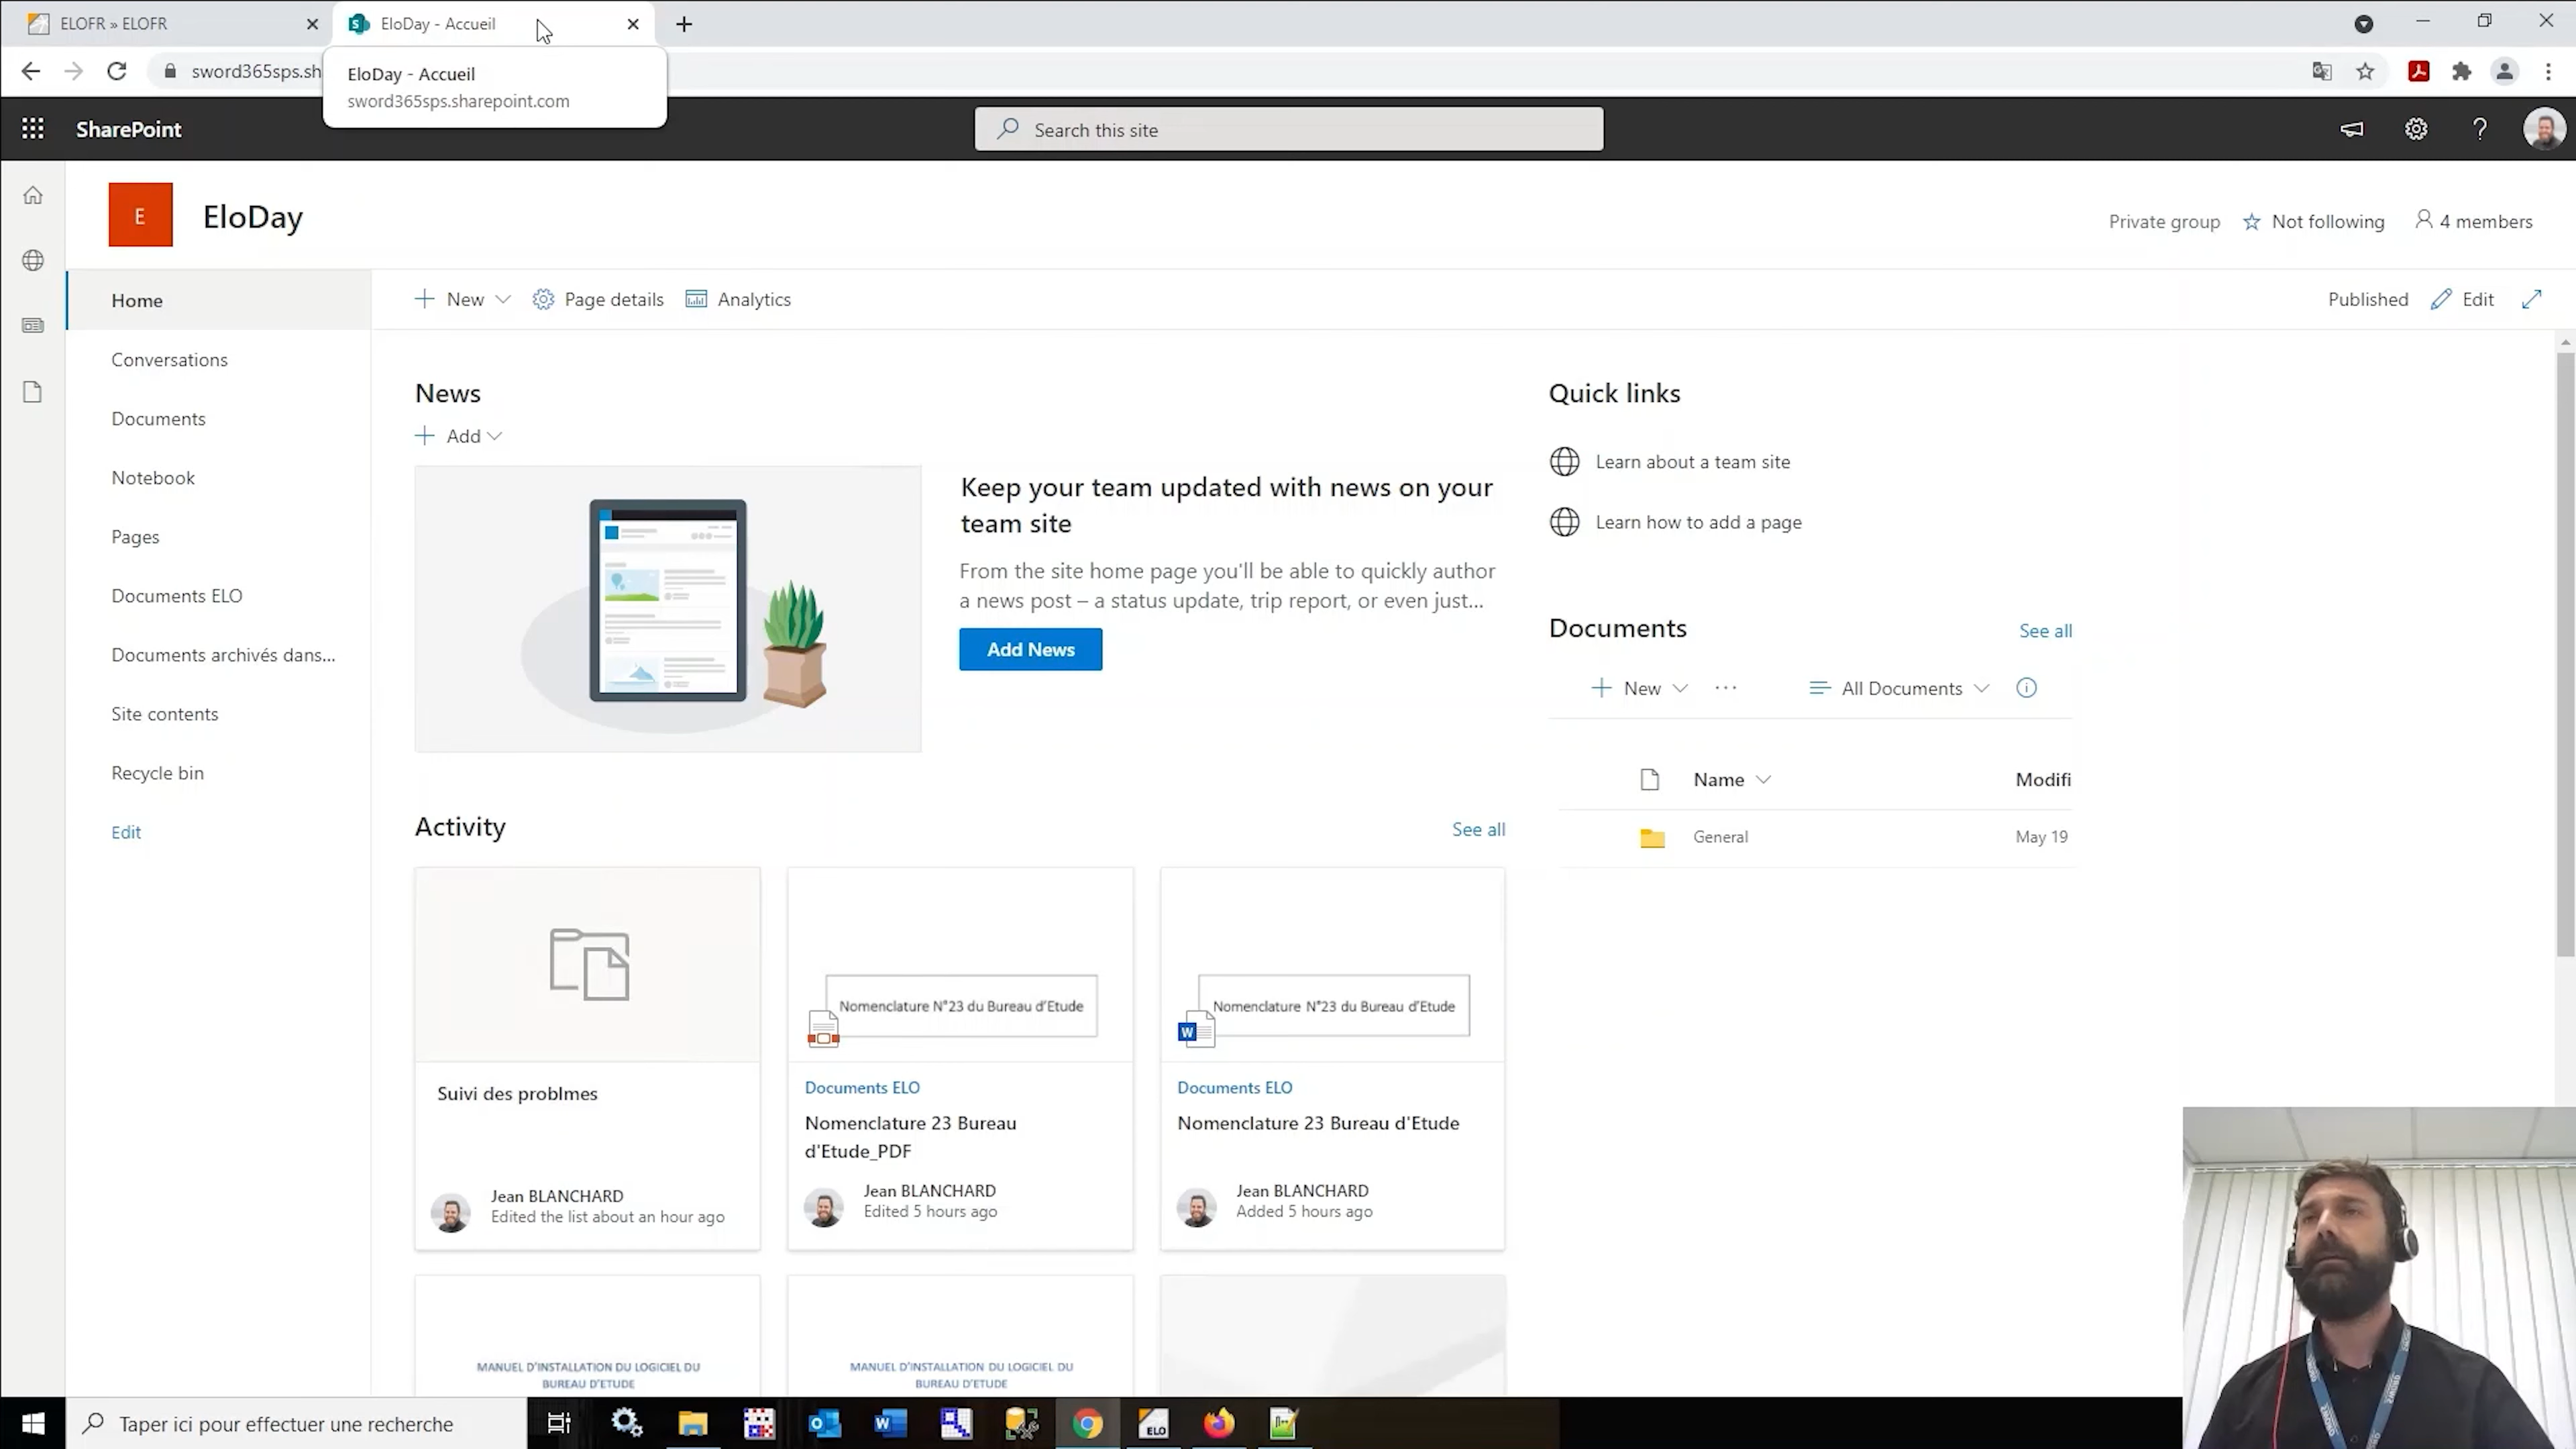 ELOFR » ELOFR
EloDay - Accueil
sword365sps.sh
EloDay - Accueil
sword365sps.sharepoint.com
SharePoint
Search this site
E
EloDay
Private group
Not following
4 members
Home
New
Page details
Analytics
Published
Edit
Conversations
Documents
Notebook
Pages
Documents ELO
Documents archivés dans...
Site contents
Recycle bin
Edit
News
Add
Keep your team updated with news on your
team site
From the site home page you'll be able to quickly author
a news post – a status update, trip report, or even just...
Add News
Quick links
Learn about a team site
Learn how to add a page
Documents
See all
New
All Documents
Name
Modifi
General
May 19
Activity
See all
Suivi des problmes
Jean BLANCHARD
Edited the list about an hour ago
Nomenclature N°23 du Bureau d'Etude
Documents ELO
Nomenclature 23 Bureau
d'Etude_PDF
Jean BLANCHARD
Edited 5 hours ago
Nomenclature N°23 du Bureau d'Etude
W
Documents ELO
Nomenclature 23 Bureau d'Etude
Jean BLANCHARD
Added 5 hours ago
MANUEL D'INSTALLATION DU LOGICIEL DU
BUREAU D'ETUDE
MANUEL D'INSTALLATION DU LOGICIEL DU
BUREAU D'ETUDE
Taper ici pour effectuer une recherche
ELO